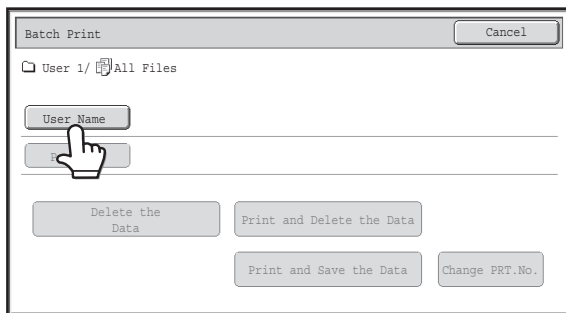 Batch Print
Cancel
User 1/ All Files
User Name
Delete the
Data
Print and Delete the Data
Print and Save the Data
Change PRT.No.